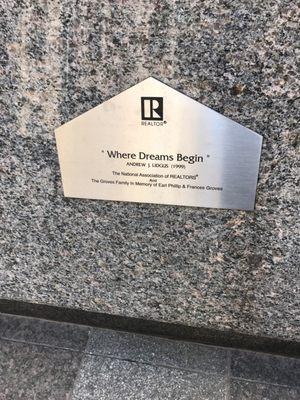 R
REALTOR®
" Where Dreams Begin "
ANDREW J. LIDGUS (1999)
The National Association of REALTORS®
And
The Groves Family In Memory of Earl Phillip & Frances Groves